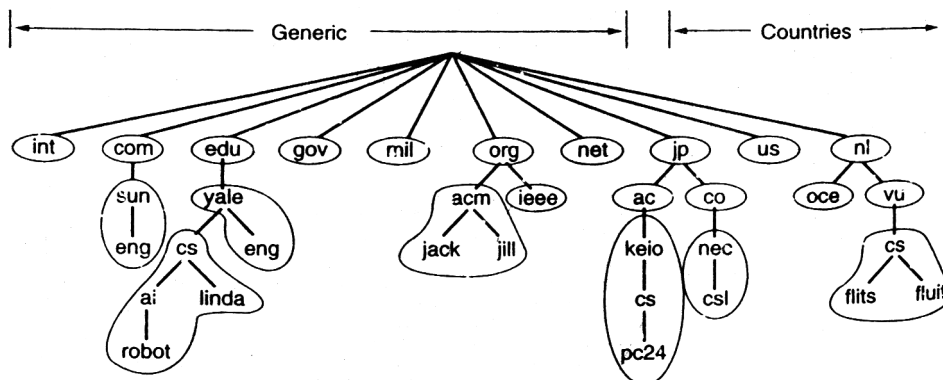 Generic Countries
int com edu gov mil org net jp us nl
sun yale acm ieee ac co oce vu
eng cs eng jack jill keio nec cs
ai linda cs csl flits fluit
robot pc24